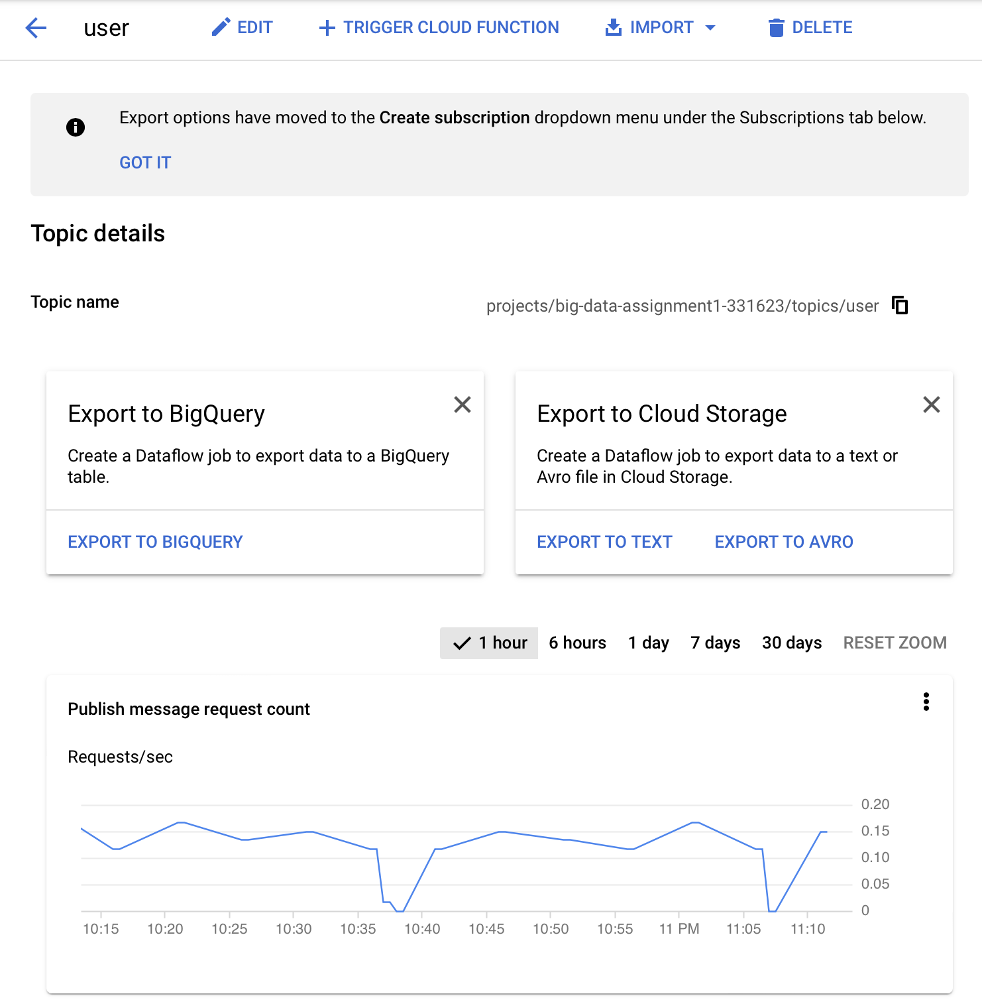 user
EDIT
TRIGGER CLOUD FUNCTION
IMPORT
DELETE
Export options have moved to the Create subscription dropdown menu under the Subscriptions tab below.
GOT IT
Topic details
Topic name
projects/big-data-assignment1-331623/topics/user
Export to BigQuery
Create a Dataflow job to export data to a BigQuery
table.
EXPORT TO BIGQUERY
Export to Cloud Storage
Create a Dataflow job to export data to a text or
Avro file in Cloud Storage.
EXPORT TO TEXT
EXPORT TO AVRO
1 hour
6 hours
1 day
7 days
30 days
RESET ZOOM
Publish message request count
Requests/sec
0.20
0.15
0.10
0.05
0
10:15
10:20
10:25
10:30
10:35
10:40
10:45
10:50
10:55
11 PM
11:05
11:10